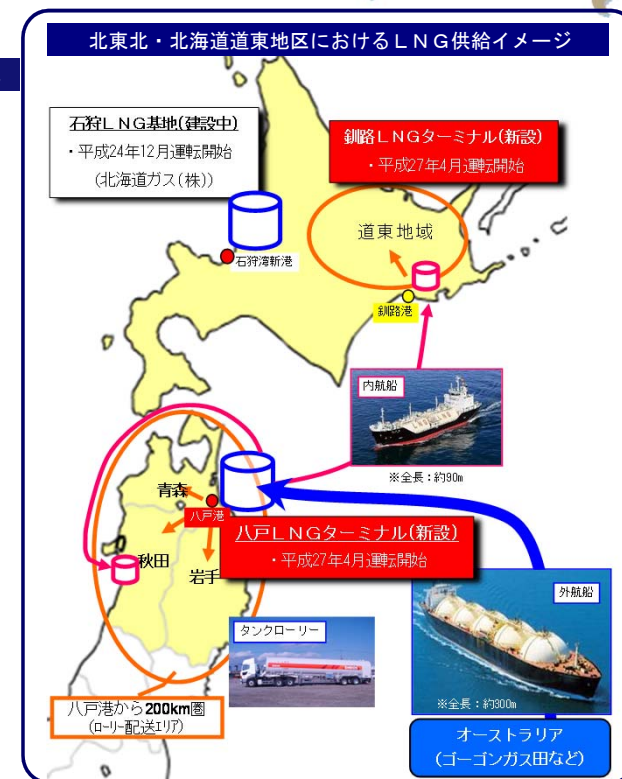 北東北・北海道道東地区におけるLNG供給イメージ
石狩LNG基地(建設中)
・平成24年12月運転開始
(北海道ガス(株))
釧路LNGターミナル(新設)
・平成27年4月運転開始
道東地域
石狩湾新港
釧路港
内航船
※全長：約90m
青森
八戸港
八戸LNGターミナル(新設)
・平成27年4月運転開始
秋田
岩手
外航船
タンクローリー
※全長：約300m
八戸港から200km圏
(ローリー配送エリア)
オーストラリア
(ゴーゴンガス田など)